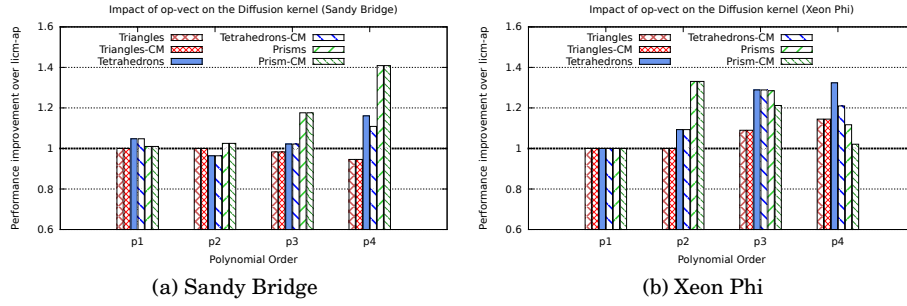 Impact of op-vect on the Diffusion kernel (Sandy Bridge)
Performance improvement over licm-ap
1.6
1.4
1.2
1
0.8
0.6
Triangles
Triangles-CM
Tetrahedrons
Tetrahedrons-CM
Prisms
Prism-CM
p1 p2 p3 p4
Polynomial Order
(a) Sandy Bridge
Impact of op-vect on the Diffusion kernel (Xeon Phi)
Performance improvement over licm-ap
1.6
1.4
1.2
1
0.8
0.6
Triangles
Triangles-CM
Tetrahedrons
Tetrahedrons-CM
Prisms
Prism-CM
p1 p2 p3 p4
Polynomial Order
(b) Xeon Phi